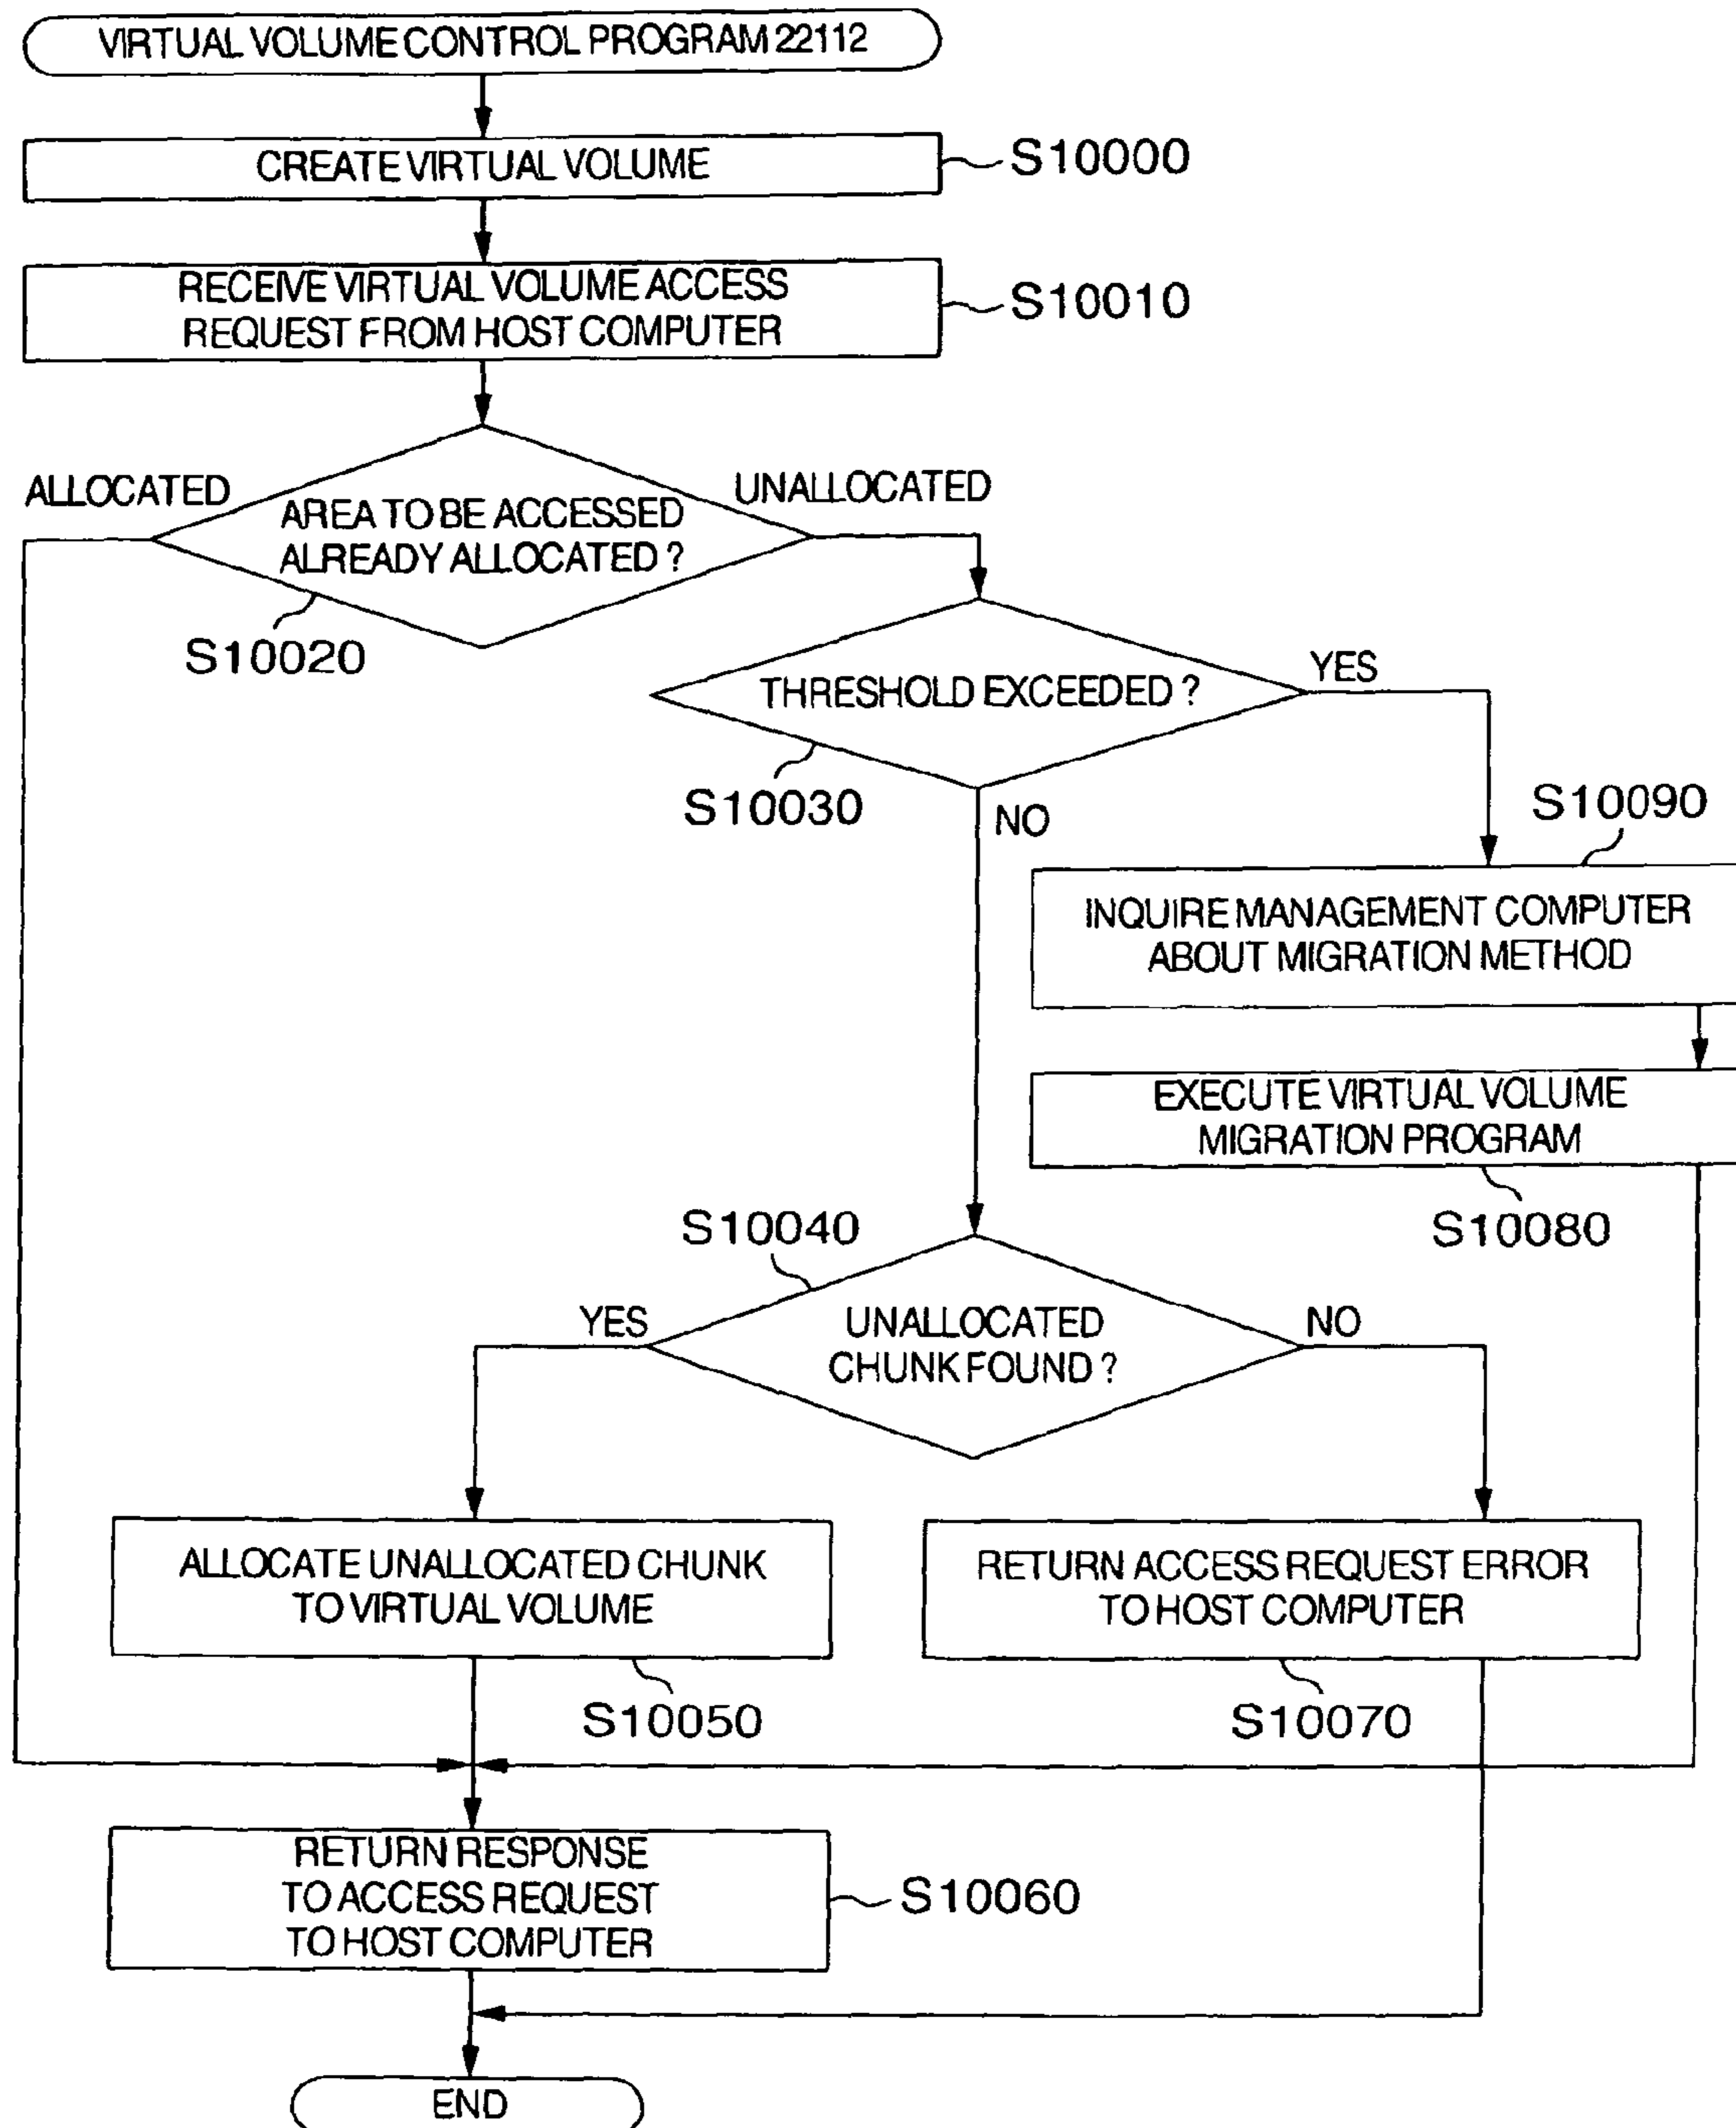 VIRTUAL VOLUME CONTROL PROGRAM 22112
CREATE VIRTUAL VOLUME
S10000
RECEIVE VIRTUAL VOLUME ACCESS
REQUEST FROM HOST COMPUTER
S10010
ALLOCATED
UNALLOCATED
AREA TO BE ACCESSED
ALREADY ALLOCATED ?
S10020
THRESHOLD EXCEEDED ?
YES
S10030
NO
S10090
INQUIRE MANAGEMENT COMPUTER
ABOUT MIGRATION METHOD
EXECUTE VIRTUAL VOLUME
MIGRATION PROGRAM
S10080
S10040
YES
UNALLOCATED
CHUNK FOUND ?
NO
ALLOCATE UNALLOCATED CHUNK
TO VIRTUAL VOLUME
S10050
RETURN ACCESS REQUEST ERROR
TO HOST COMPUTER
S10070
RETURN RESPONSE
TO ACCESS REQUEST
TO HOST COMPUTER
S10060
END